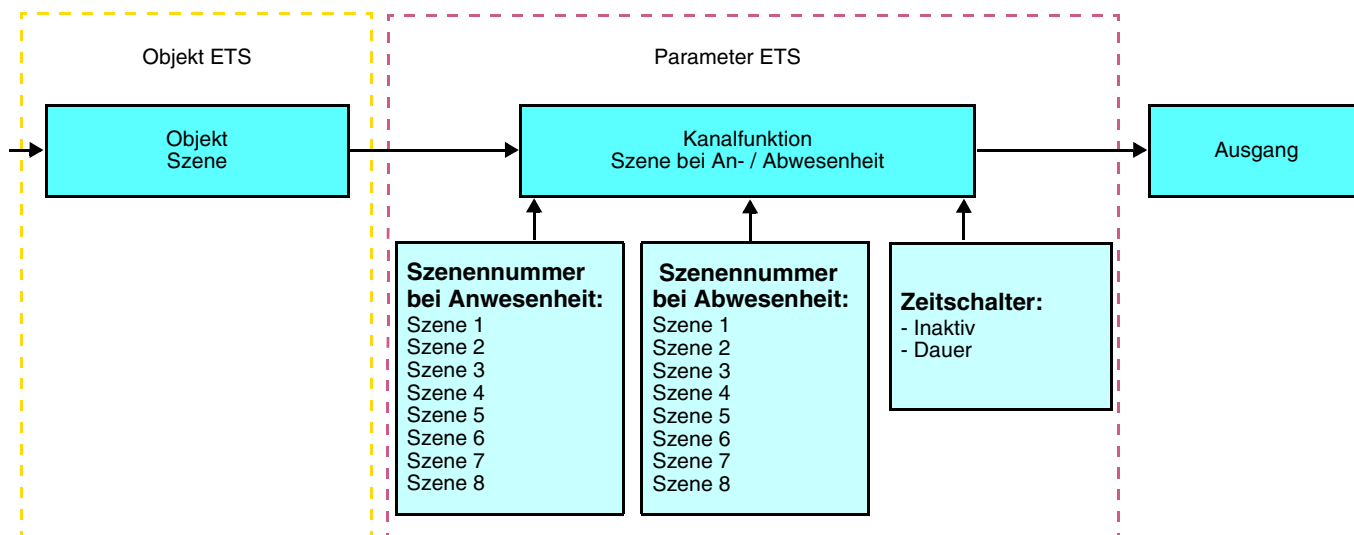 Objekt ETS
Parameter ETS
Objekt
Szene
Kanalfunktion
Szene bei An- / Abwesenheit
Ausgang
Szenennummer
bei Anwesenheit:
Szene 1
Szene 2
Szene 3
Szene 4
Szene 5
Szene 6
Szene 7
Szene 8
Szenennummer
bei Abwesenheit:
Szene 1
Szene 2
Szene 3
Szene 4
Szene 5
Szene 6
Szene 7
Szene 8
Zeitschalter:
- Inaktiv
- Dauer